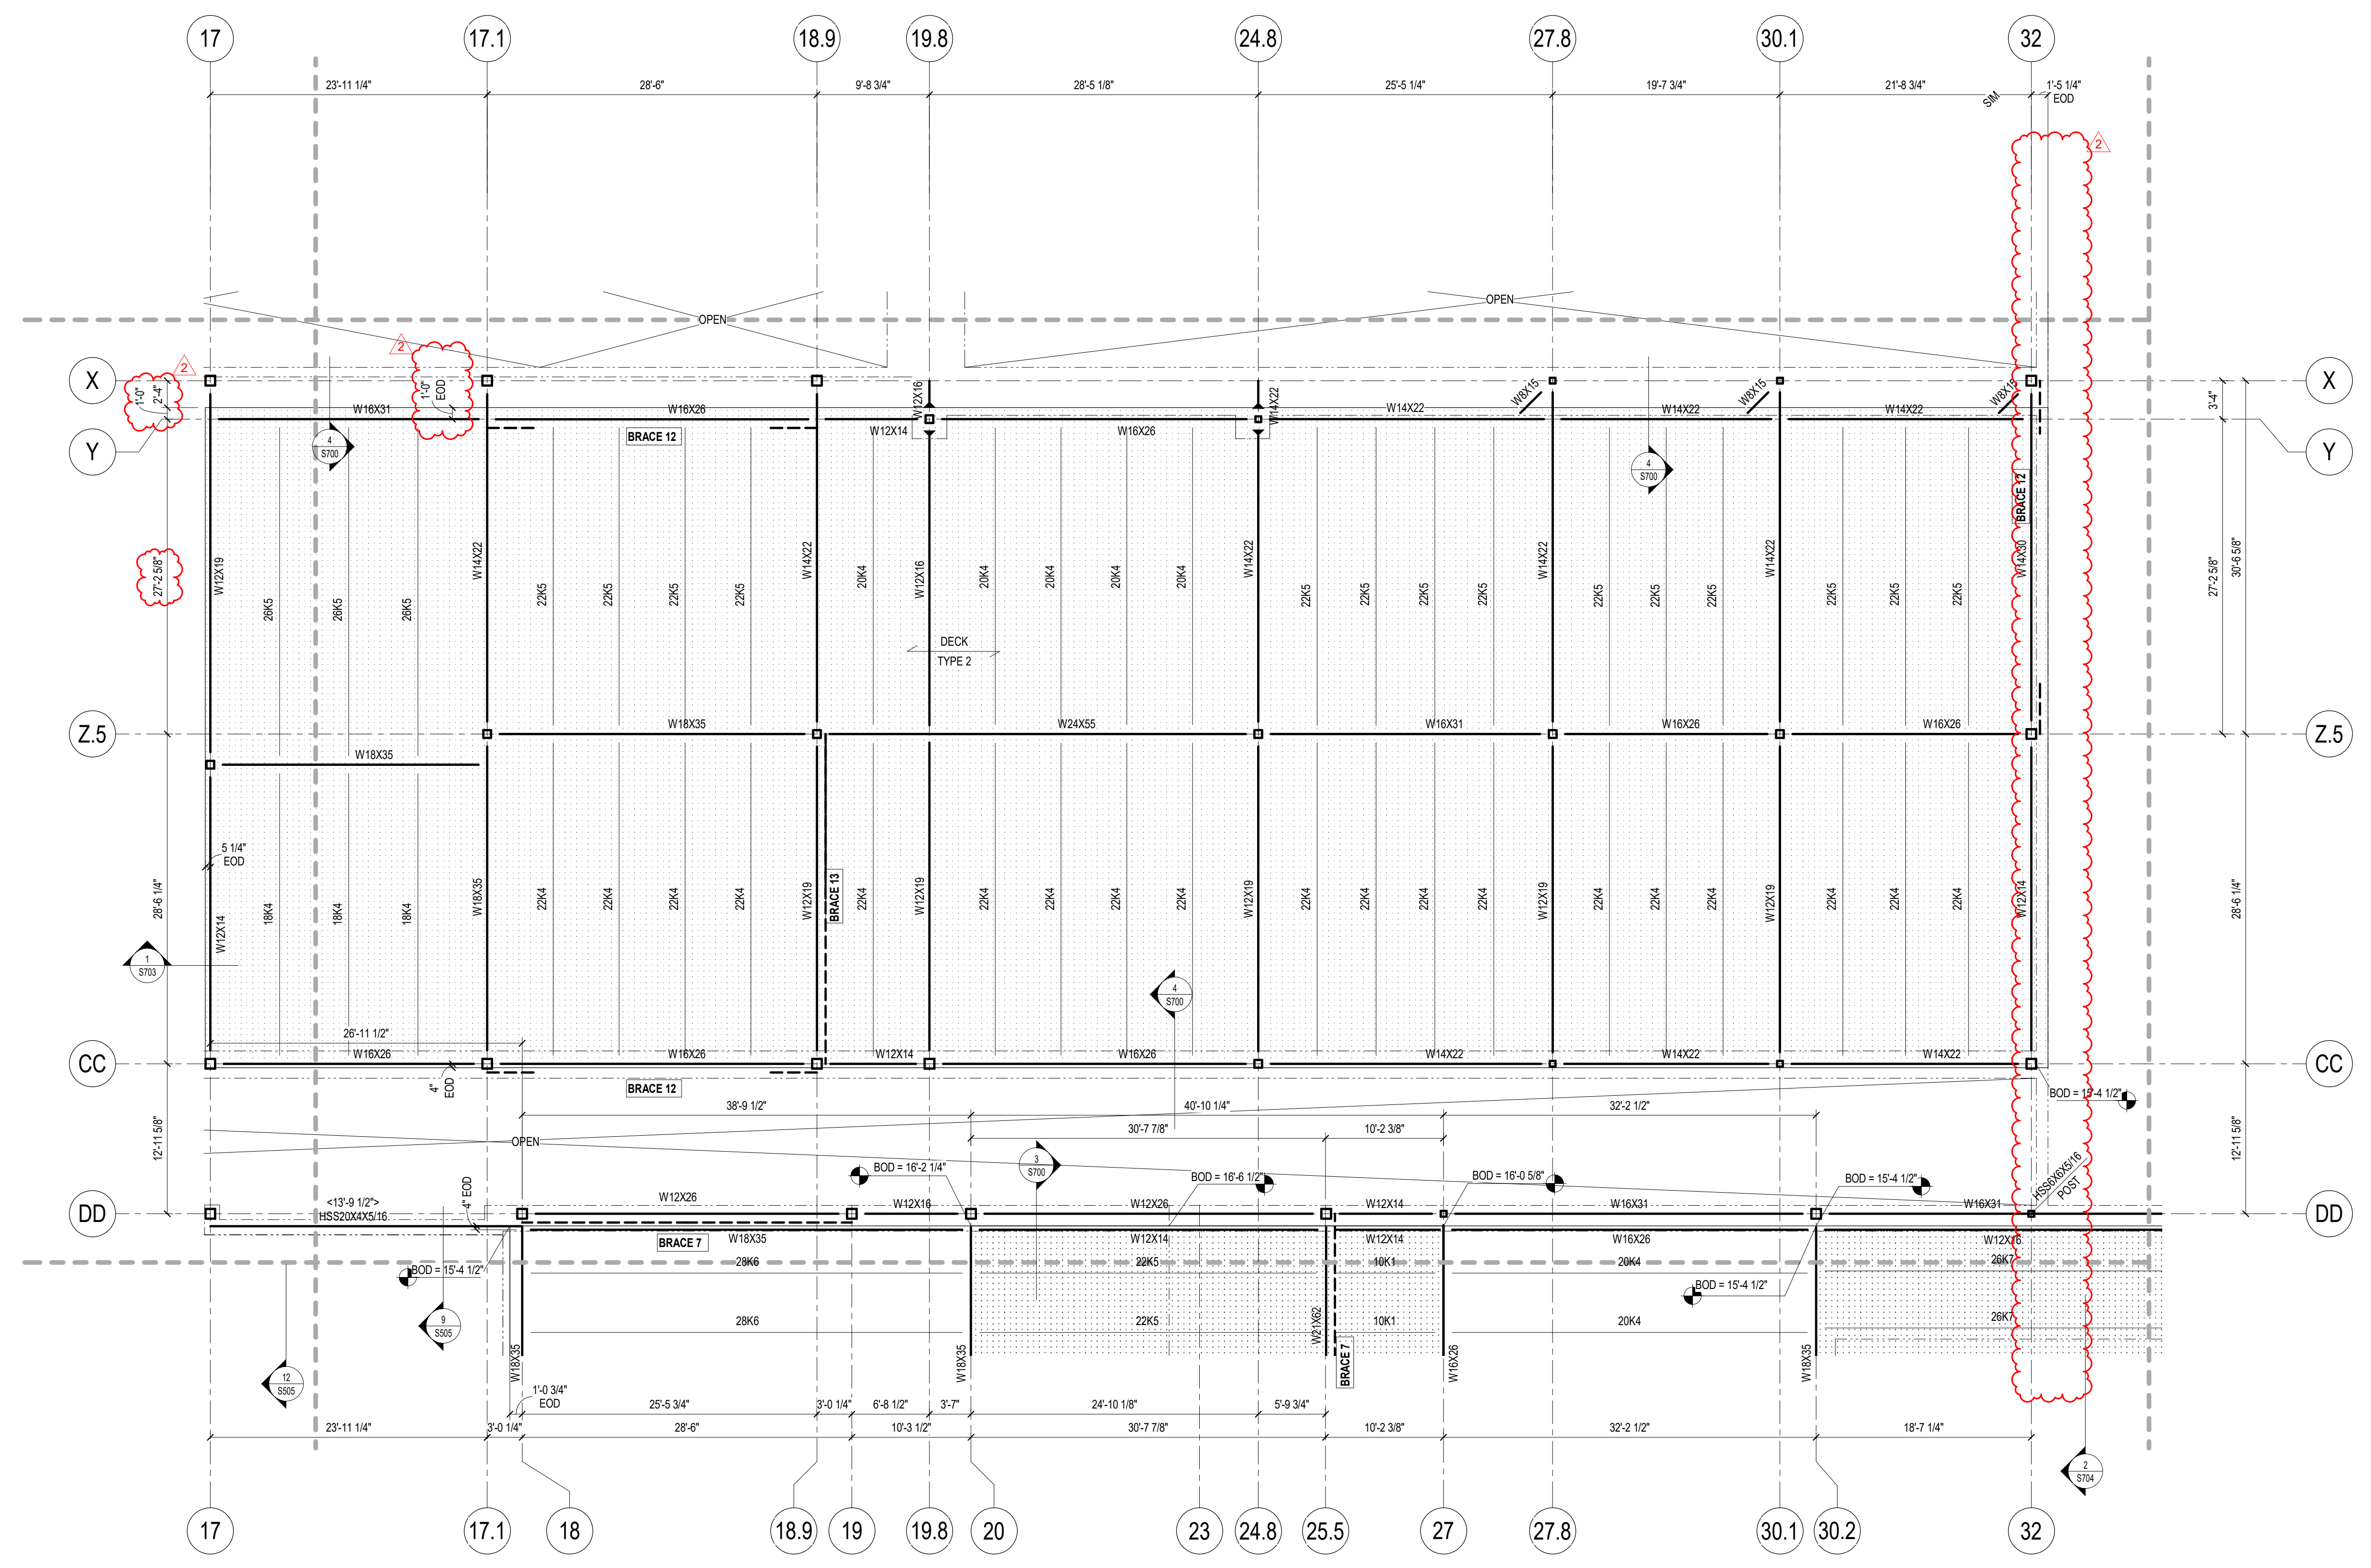 17 17.1 18.9 19.8 24.8 27.8 30.1 32
23'-11 1/4" 28'-6" 9'-8 3/4" 28'-5 1/8" 25'-5 1/4" 19'-7 3/4" 21'-8 3/4" 1'-5 1/4"
EOD
SIM
2
OPEN
OPEN
2
2
X
1'-0"
2'-4"
1'-0"
EOD
W12X16
W14X22
W8X15
W8X15
W8X15
X
3'-4"
W16X31 W16X26 W14X22 W14X22 W14X22
Y
BRACE 12
W12X14
W16X26
Y
4
S700
4
S700
BRACE 12
27'-2 5/8"
W12X19
26K5
26K5
26K5
W14X22
22K5
22K5
22K5
22K5
W14X22
20K4
W12X16
20K4
20K4
20K4
20K4
W14X22
22K5
22K5
22K5
22K5
W14X22
22K5
22K5
22K5
W14X22
22K5
22K5
22K5
W14X30
27'-2 5/8"
30'-6 5/8"
DECK
TYPE 2
Z.5
W18X35 W24X55 W16X31 W16X26 W16X26
Z.5
W18X35
5 1/4"
EOD
28'-6 1/4"
W12X14
18K4
18K4
18K4
W18X35
22K4
22K4
22K4
22K4
W12X19
BRACE 13
22K4
W12X19
22K4
22K4
22K4
22K4
W12X19
22K4
22K4
22K4
22K4
W12X19
22K4
22K4
22K4
W12X19
22K4
22K4
22K4
W12X14
28'-6 1/4"
1
S703
4
S700
26'-11 1/2"
CC
W16X26 W16X26 W12X14 W16X26 W14X22 W14X22 W14X22
CC
4"
EOD
BRACE 12
BOD = 15'-4 1/2"
38'-9 1/2" 40'-10 1/4" 32'-2 1/2"
30'-7 7/8" 10'-2 3/8"
12'-11 5/8"
12'-11 5/8"
OPEN
3
S700
BOD = 16'-2 1/4"
BOD = 16'-6 1/2"
BOD = 16'-0 5/8"
BOD = 15'-4 1/2"
HSS6X6X5/16
POST
4" EOD
<13'-9 1/2">
HSS20X4X5/16
DD
W12X26 W12X16 W12X26 W12X14 W16X31 W16X31
DD
BRACE 7
W18X35 W12X14 W12X14 W16X26 W12X16
BOD = 15'-4 1/2"
28K6 22K5 10K1 20K4 26K7
BOD = 15'-4 1/2"
28K6 22K5 10K1 20K4 26K7
9
S505
W18X35
W18X35
W21X62
BRACE 7
W16X26
W18X35
12
S505
1'-0 3/4"
EOD
25'-5 3/4" 3'-0 1/4" 6'-8 1/2" 3'-7" 24'-10 1/8" 5'-9 3/4"
23'-11 1/4" 3'-0 1/4" 28'-6" 10'-3 1/2" 30'-7 7/8" 10'-2 3/8" 32'-2 1/2" 18'-7 1/4"
2
S704
17 17.1 18 18.9 19 19.8 20 23 24.8 25.5 27 27.8 30.1 30.2 32